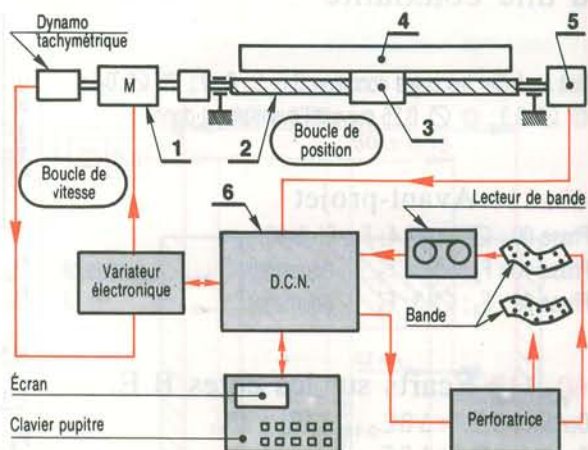 Dynamo
tachymétrique
4
5
M
1
2
3
Boucle de
position
Boucle de
vitesse
6
Lecteur de bande
Variateur
électronique
D.C.N.
Bande
Écran
Clavier pupitre
Perforatrice